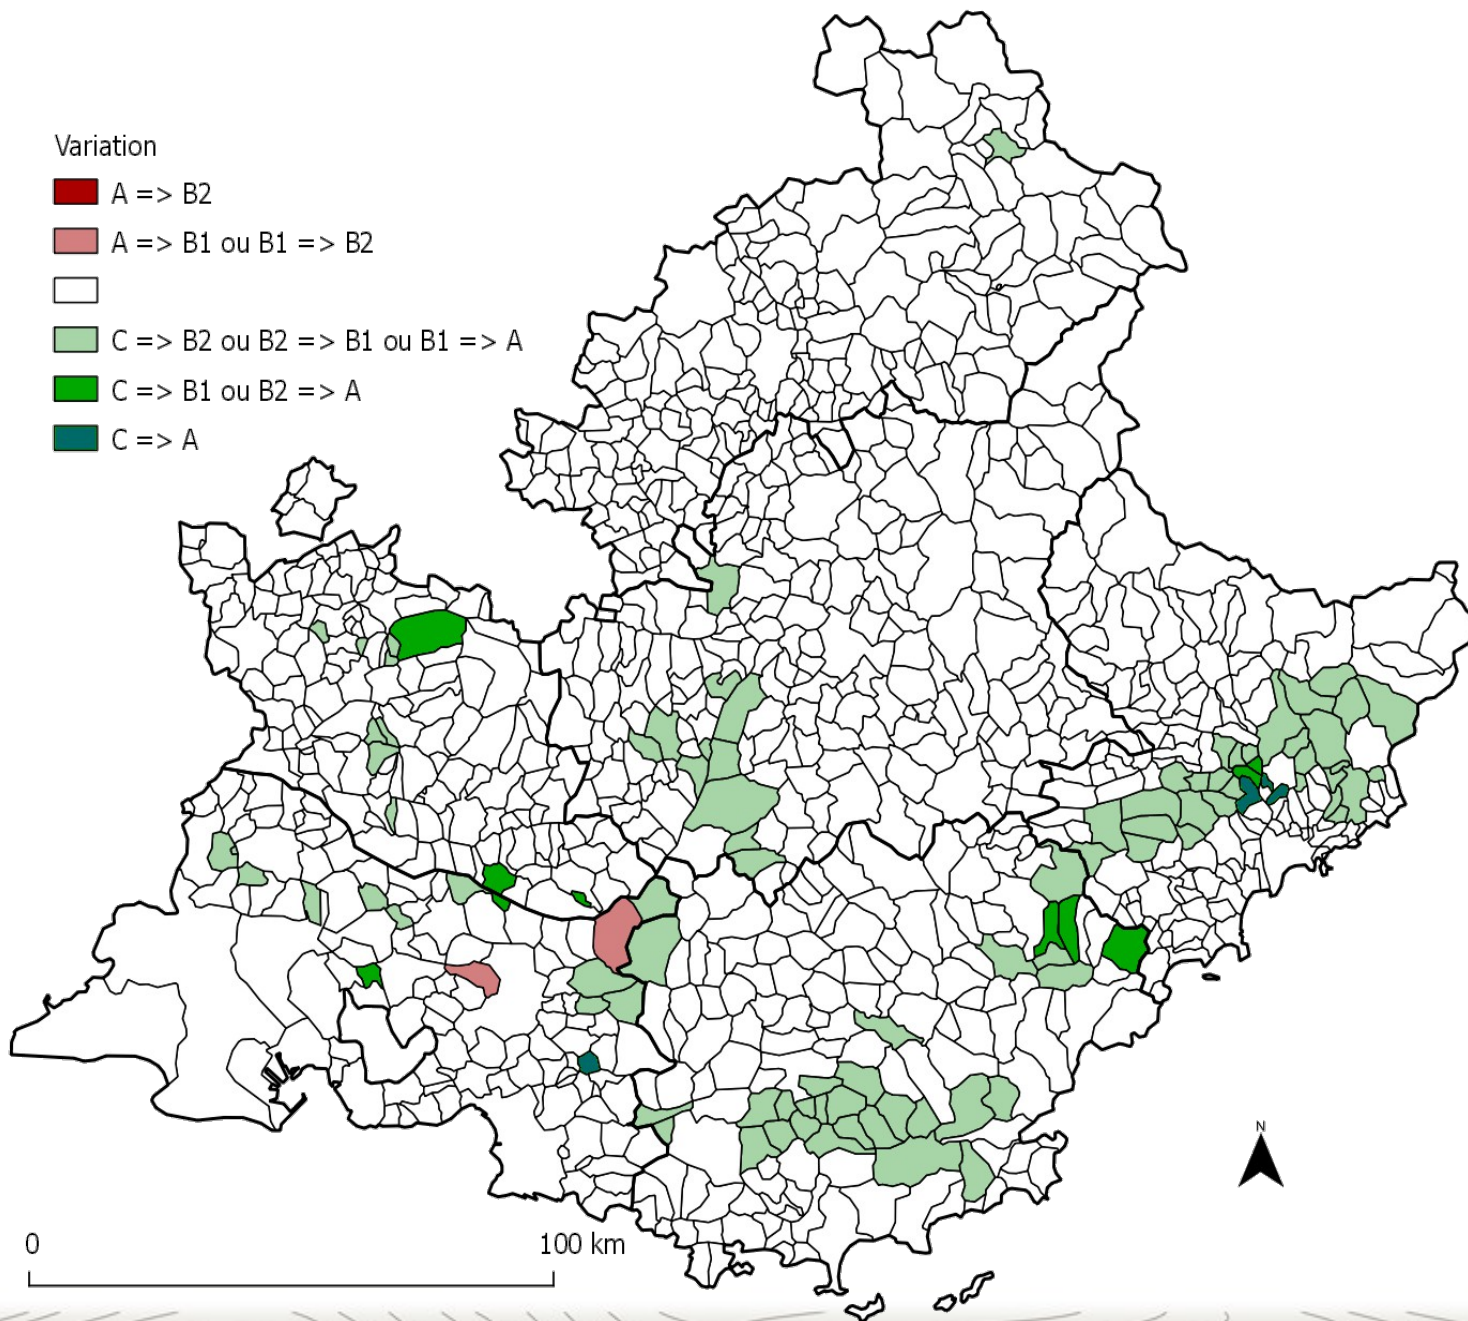 Variation
A => B2
A => B1 ou B1 => B2
C => B2 ou B2 => B1 ou B1 => A
C => B1 ou B2 => A
C => A
N
0
100 km